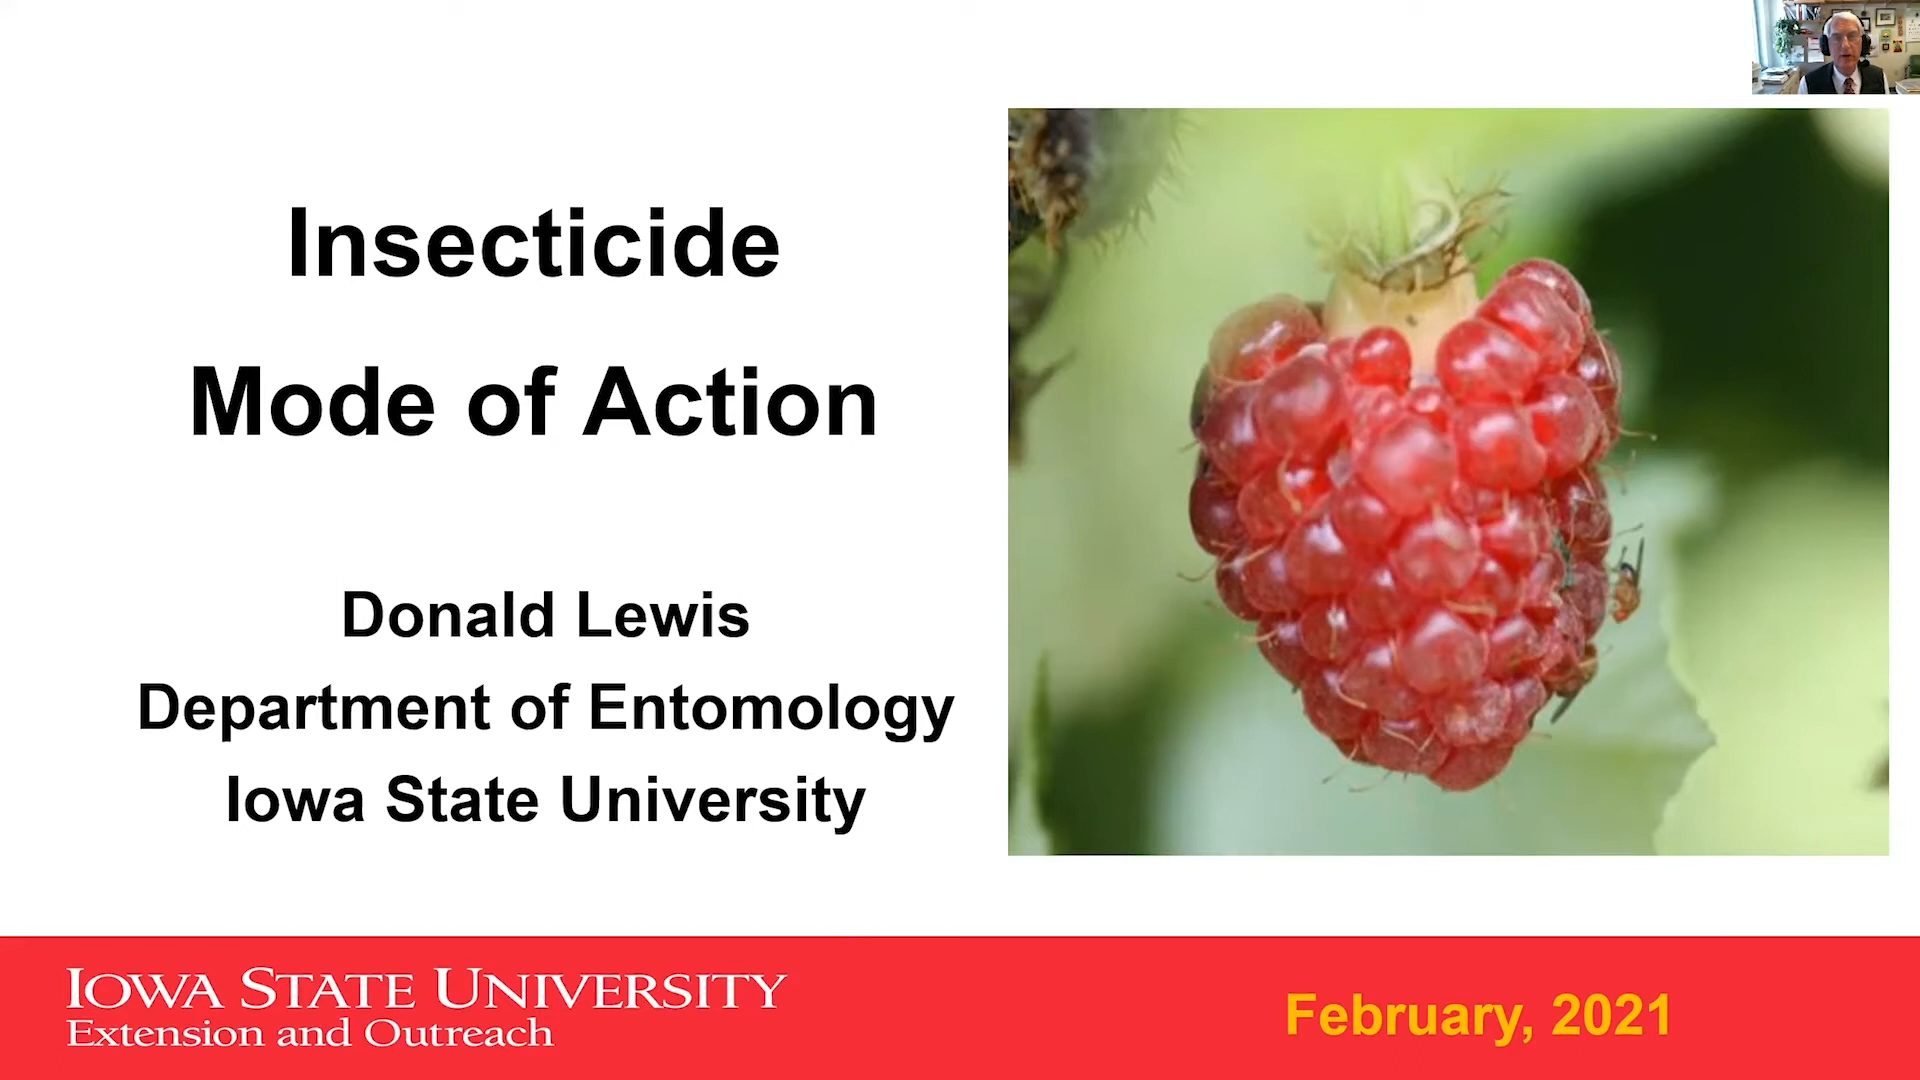 Insecticide
Mode of Action
Donald Lewis
Department of Entomology
Iowa State University
IOWA STATE UNIVERSITY
Extension and Outreach
February, 2021